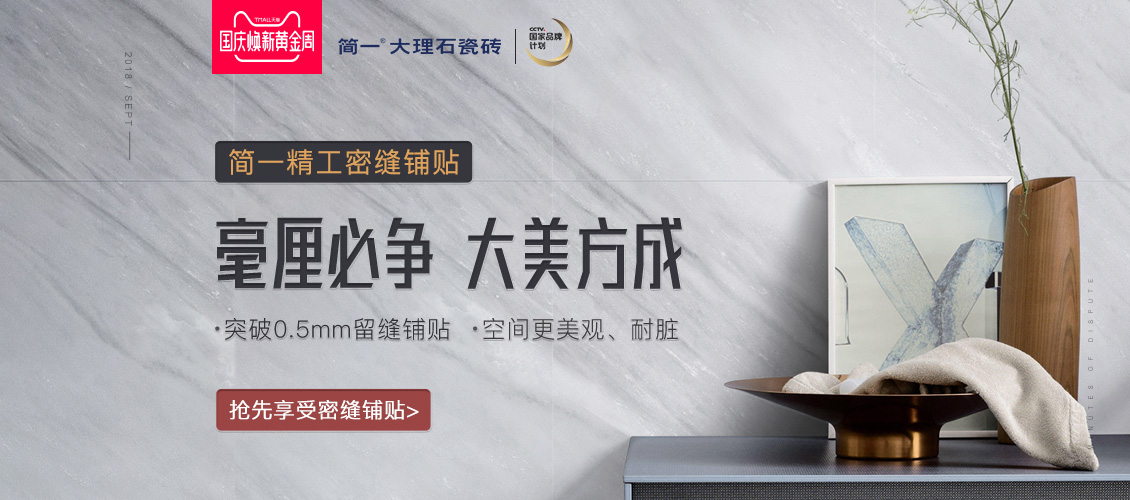 TMALL天猫
国庆焕新黄金周
简一®大理石瓷砖
CCTV
国家品牌
计划
2018 / SEPT
简一精工密缝铺贴
毫厘必争 大美方成
·突破0.5mm留缝铺贴 ·空间更美观、耐脏
抢先享受密缝铺贴>
OF DISPUTE